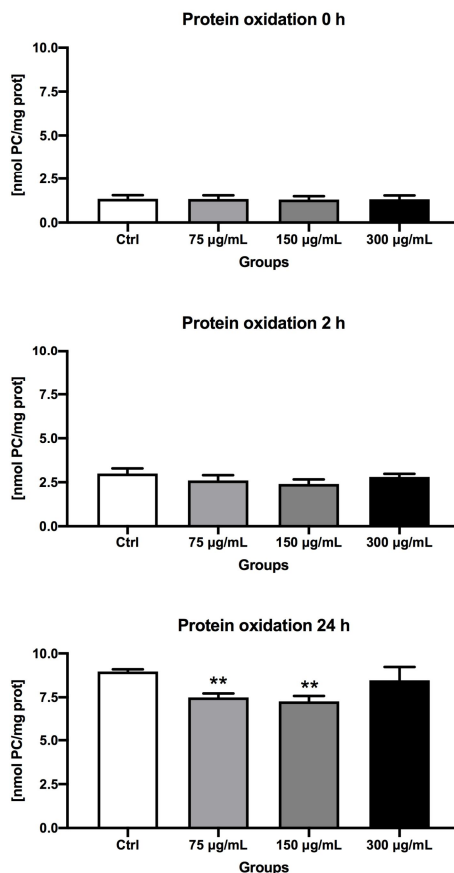 Protein oxidation 0 h
[nmol PC/mg prot]
10.0
7.5
5.0
2.5
0.0
Ctrl 75 µg/mL 150 µg/mL 300 µg/mL
Groups
Protein oxidation 2 h
[nmol PC/mg prot]
10.0
7.5
5.0
2.5
0.0
Ctrl 75 µg/mL 150 µg/mL 300 µg/mL
Groups
Protein oxidation 24 h
[nmol PC/mg prot]
10.0
7.5
5.0
2.5
0.0
** **
Ctrl 75 µg/mL 150 µg/mL 300 µg/mL
Groups